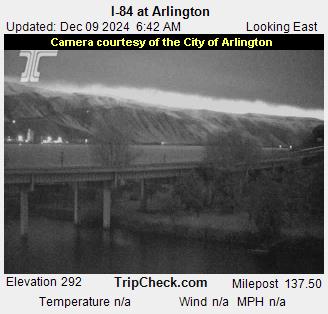 I-84 at Arlington
Updated: Dec 09 2024 6:42 AM Looking East
Camera courtesy of the City of Arlington
Elevation 292 TripCheck.com Milepost 137.50
Temperature n/a Wind n/a MPH n/a